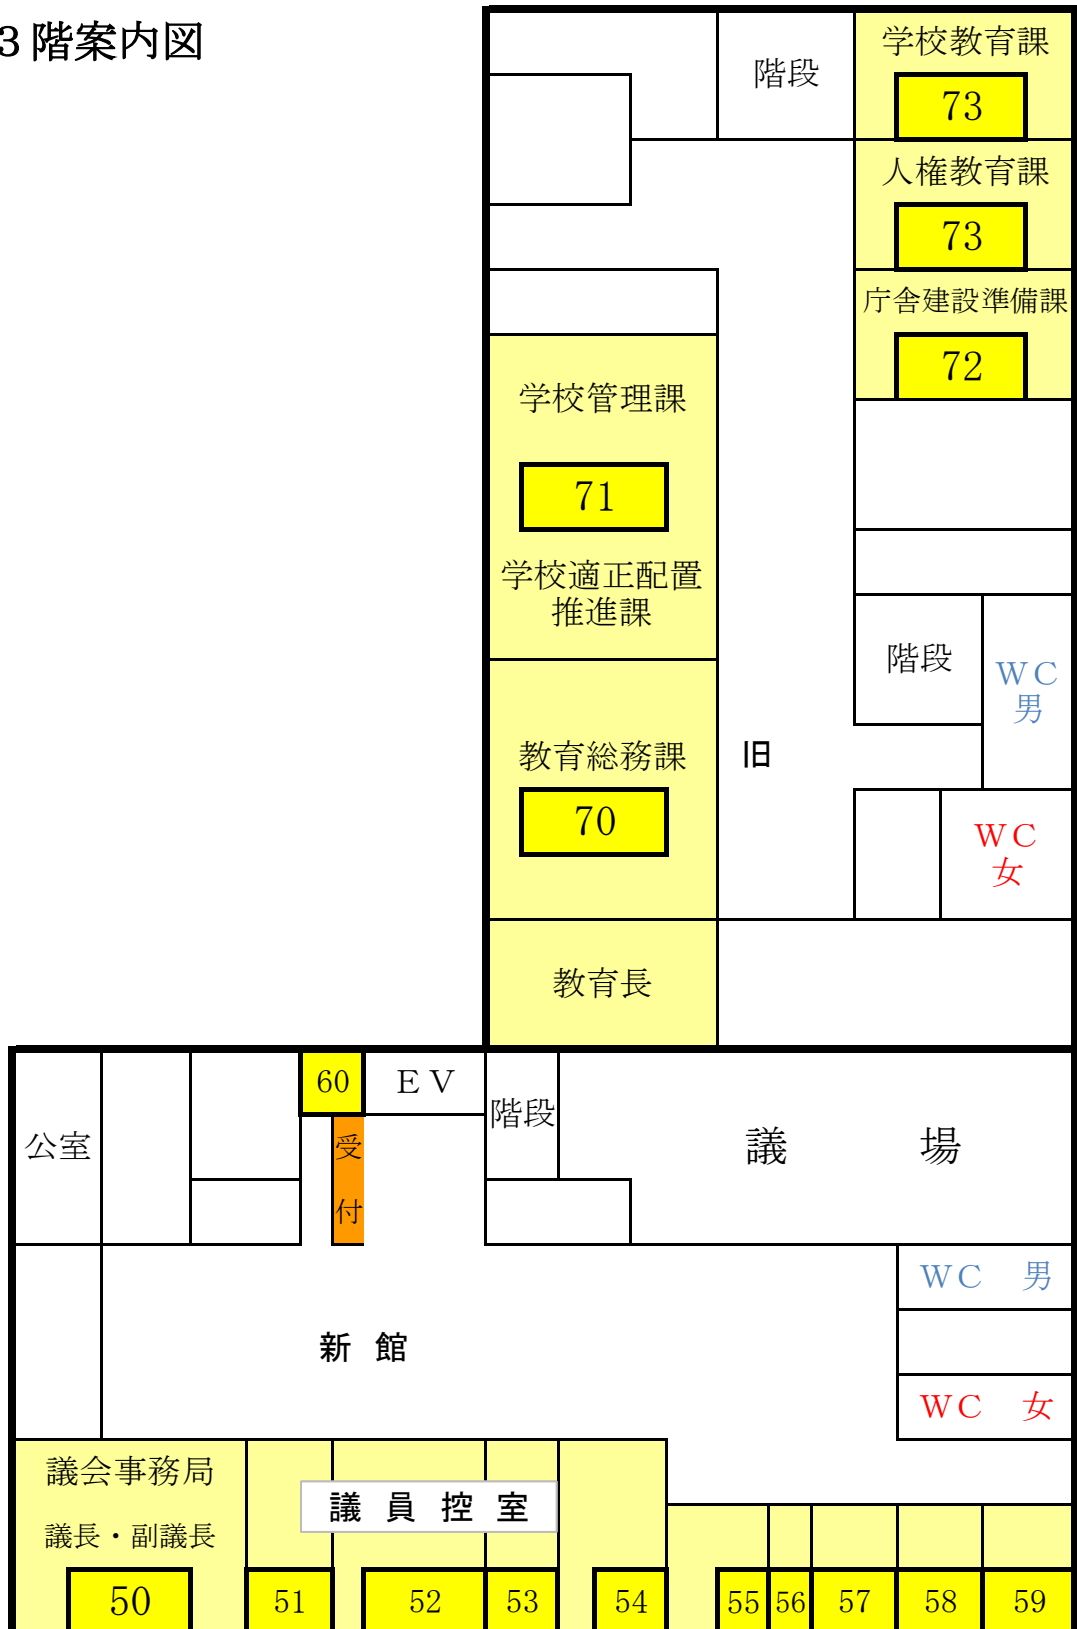 3階案内図
階段
学校教育課
73
人権教育課
73
庁舎建設準備課
72
学校管理課
71
学校適正配置
推進課
階段
WC
男
教育総務課
旧
70
WC
女
教育長
60
EV
階段
公室
受
付
議　場
WC　男
新 館
WC　女
議会事務局
議員控室
議長・副議長
50
51
52
53
54
55
56
57
58
59